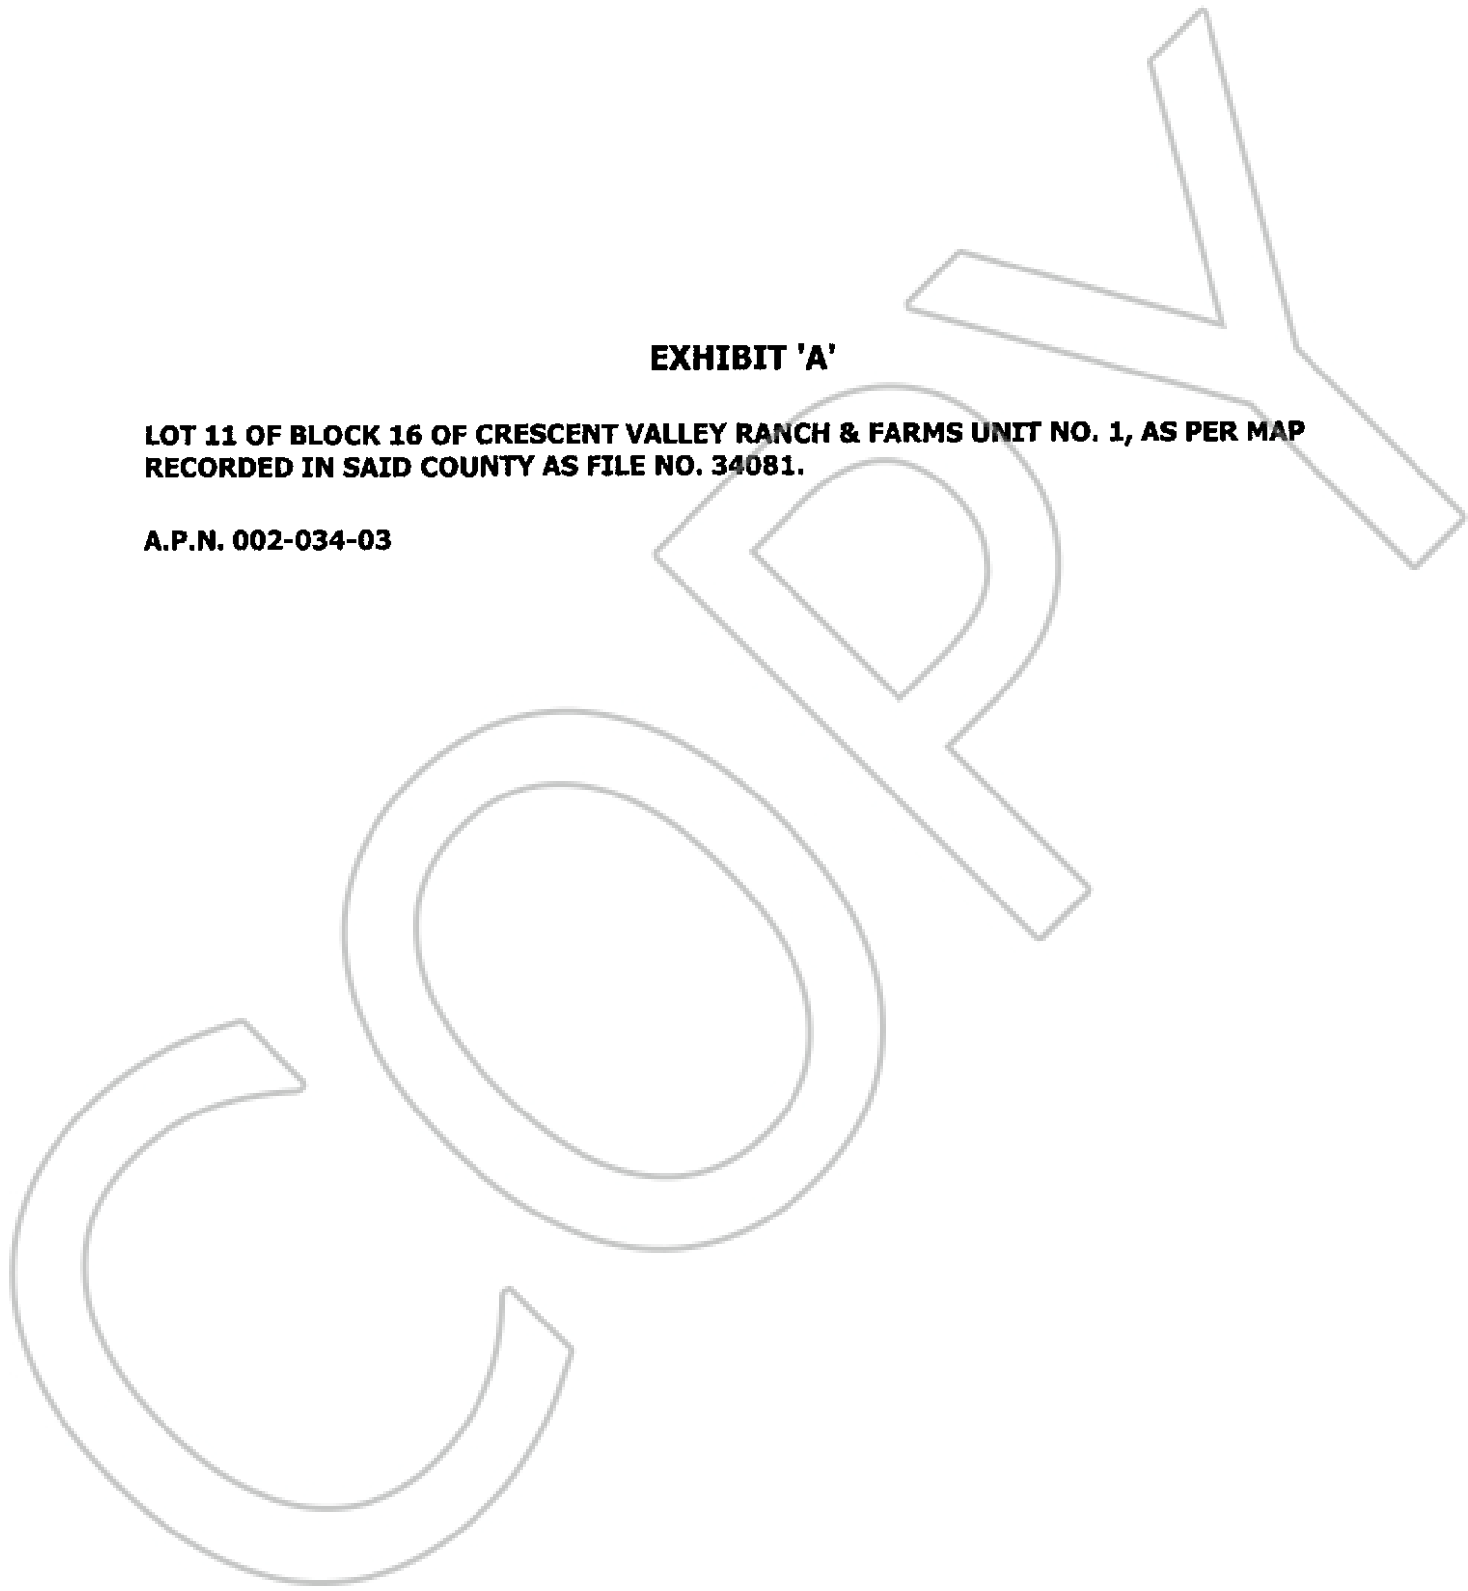 EXHIBIT 'A'
LOT 11 OF BLOCK 16 OF CRESCENT VALLEY RANCH & FARMS UNIT NO. 1, AS PER MAP
RECORDED IN SAID COUNTY AS FILE NO. 34081.
A.P.N. 002-034-03
COPY